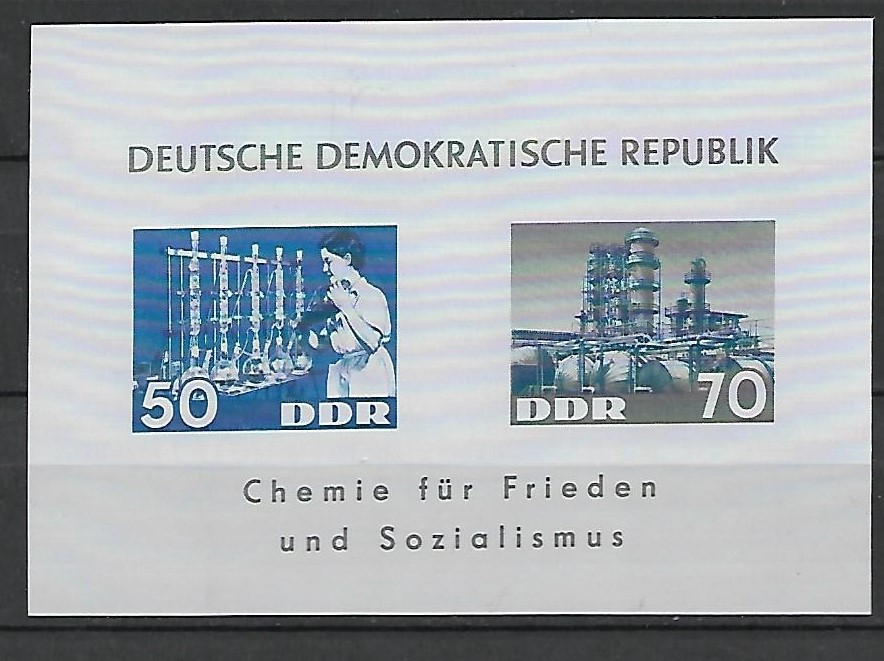 DEUTSCHE DEMOKRATISCHE REPUBLIK
50 DDR
DDR 70
Chemie für Frieden
und Sozialismus